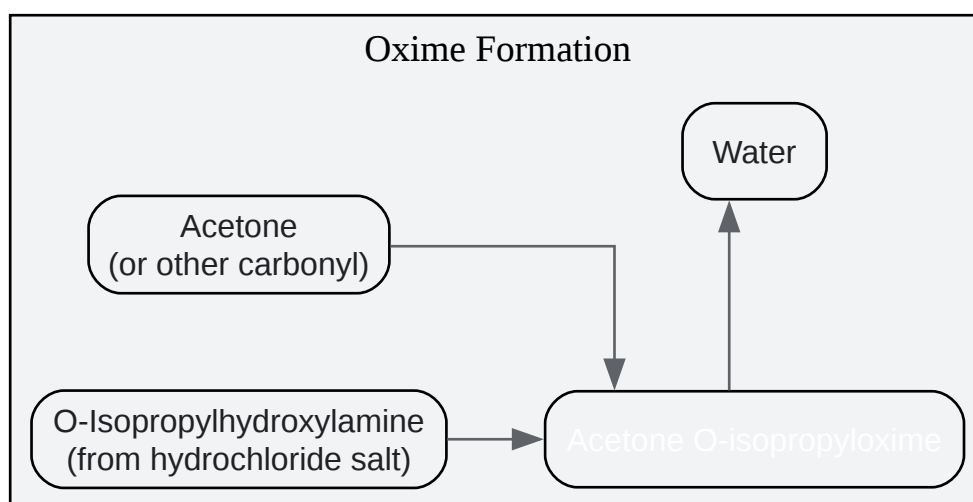 Oxime Formation
Water
Acetone
(or other carbonyl)
O-Isopropylhydroxylamine
(from hydrochloride salt)
Acetone O-isopropyloxime